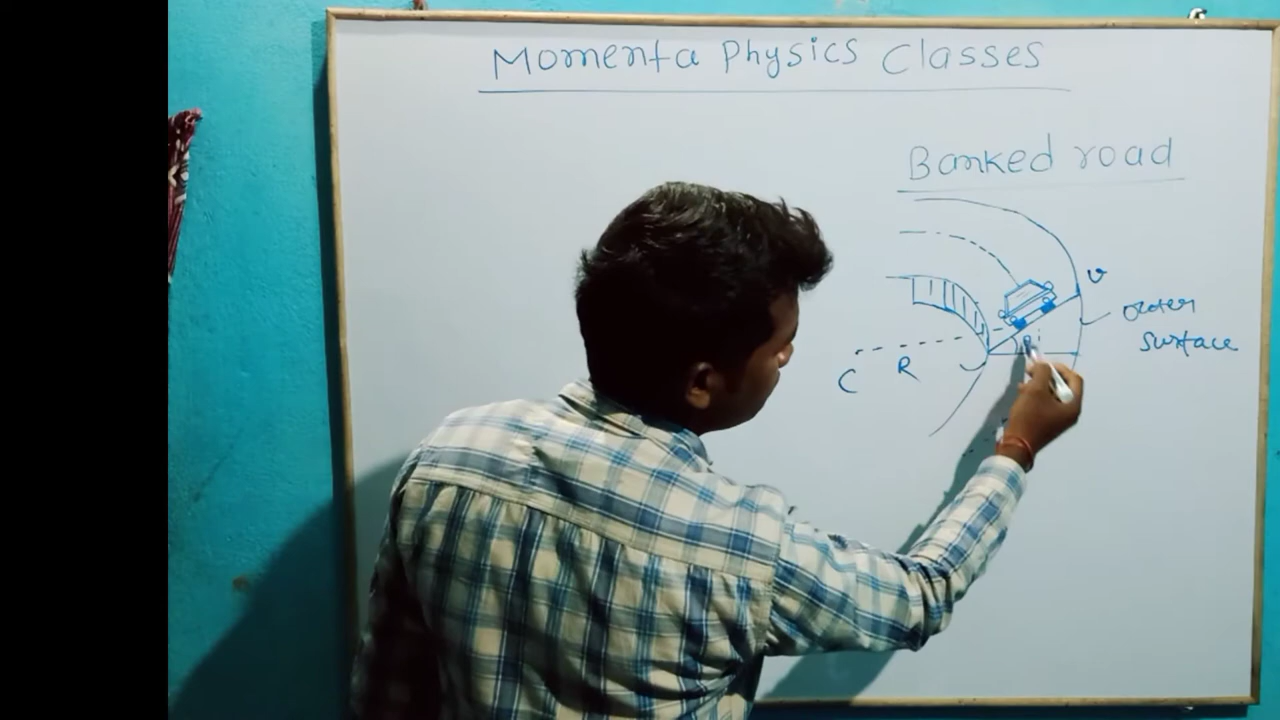 Momenta Physics Classes
Banked road
v
outer
surface
C
R